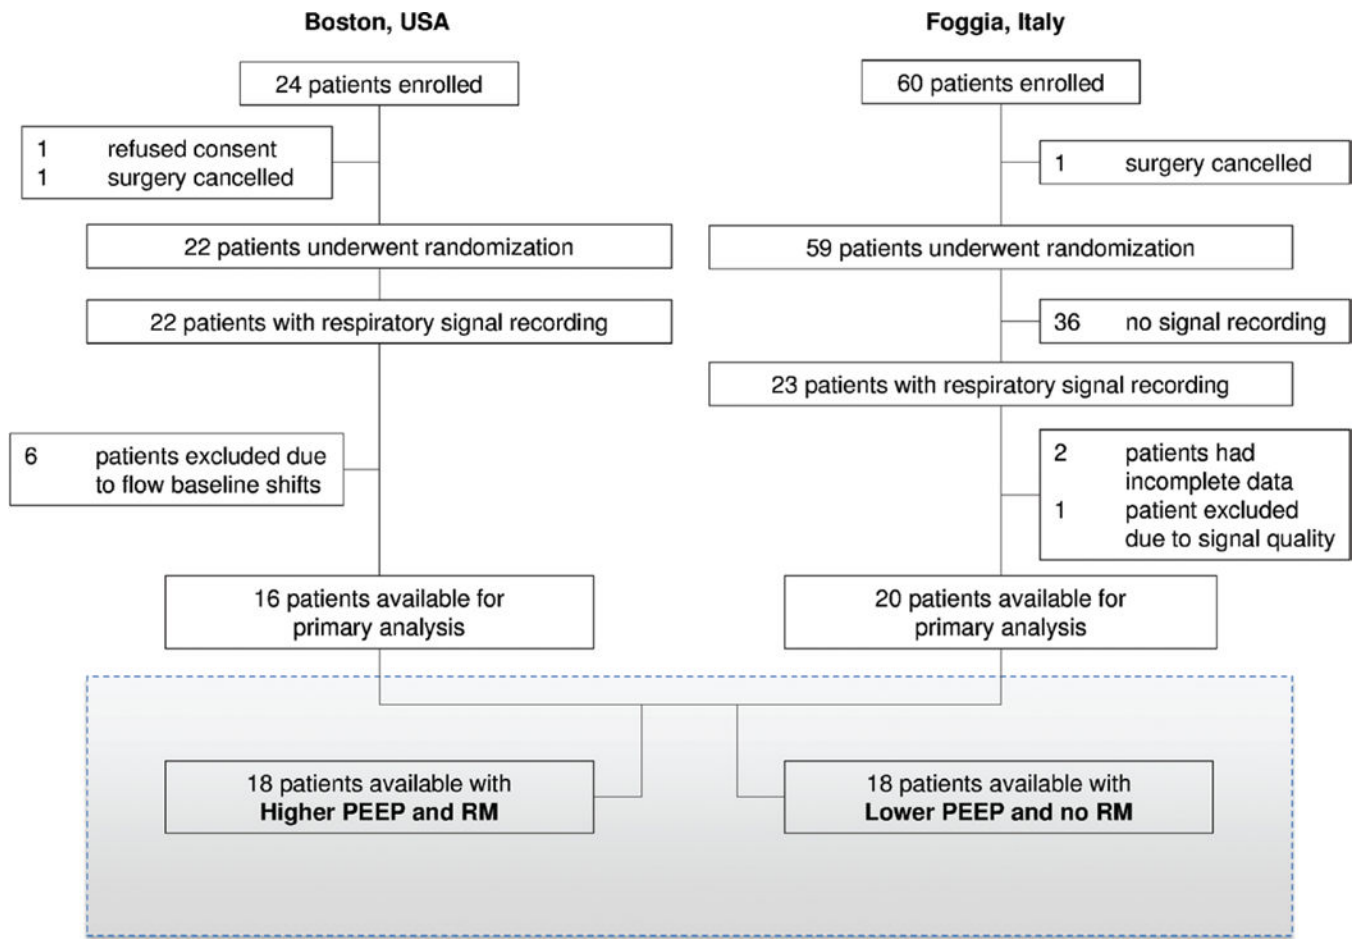 Boston, USA
24 patients enrolled
1 refused consent
1 surgery cancelled
22 patients underwent randomization
22 patients with respiratory signal recording
6 patients excluded due
to flow baseline shifts
16 patients available for
primary analysis
Foggia, Italy
60 patients enrolled
1 surgery cancelled
59 patients underwent randomization
36 no signal recording
23 patients with respiratory signal recording
2 patients had
incomplete data
1 patient excluded
due to signal quality
20 patients available for
primary analysis
18 patients available with
Higher PEEP and RM
18 patients available with
Lower PEEP and no RM